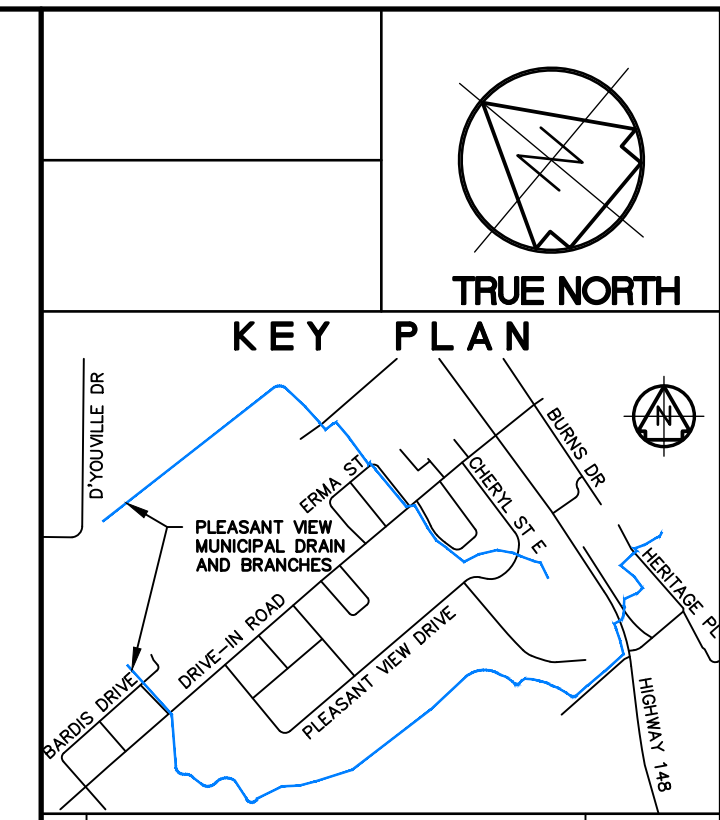 N
TRUE NORTH
KEY PLAN
N
D'YOUVILLE DR
BURNS DR
ERMA ST
CHERYL ST E
PLEASANT VIEW
MUNICIPAL DRAIN
AND BRANCHES
HERITAGE PL
DRIVE-IN ROAD
PLEASANT VIEW DRIVE
BARDIS DRIVE
HIGHWAY 148